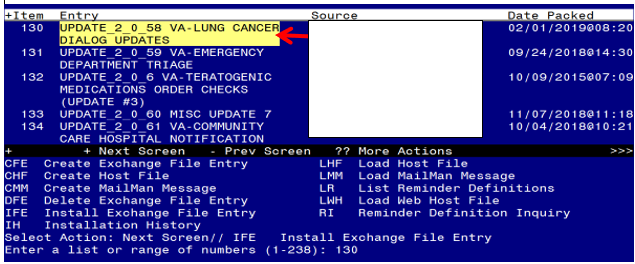 +Item Entry Source Date Packed
130 UPDATE_2_0_58 VA-LUNG CANCER 02/01/2019@08:20
DIALOG UPDATES
131 UPDATE_2_0_59 VA-EMERGENCY 09/24/2018@14:30
DEPARTMENT TRIAGE
132 UPDATE_2_0_6 VA-TERATOGENIC 10/09/2015@07:09
MEDICATIONS ORDER CHECKS
(UPDATE #3)
133 UPDATE_2_0_60 MISC UPDATE 7 11/07/2018@11:18
134 UPDATE_2_0_61 VA-COMMUNITY 10/04/2018@10:21
CARE HOSPITAL NOTIFICATION
+ + Next Screen - Prev Screen ?? More Actions >>>
CFE Create Exchange File Entry LHF Load Host File
CHF Create Host File LMM Load MailMan Message
CMM Create MailMan Message LR List Reminder Definitions
DFE Delete Exchange File Entry LWH Load Web Host File
IFE Install Exchange File Entry RI Reminder Definition Inquiry
IH Installation History
Select Action: Next Screen// IFE Install Exchange File Entry
Enter a list or range of numbers (1-238): 130